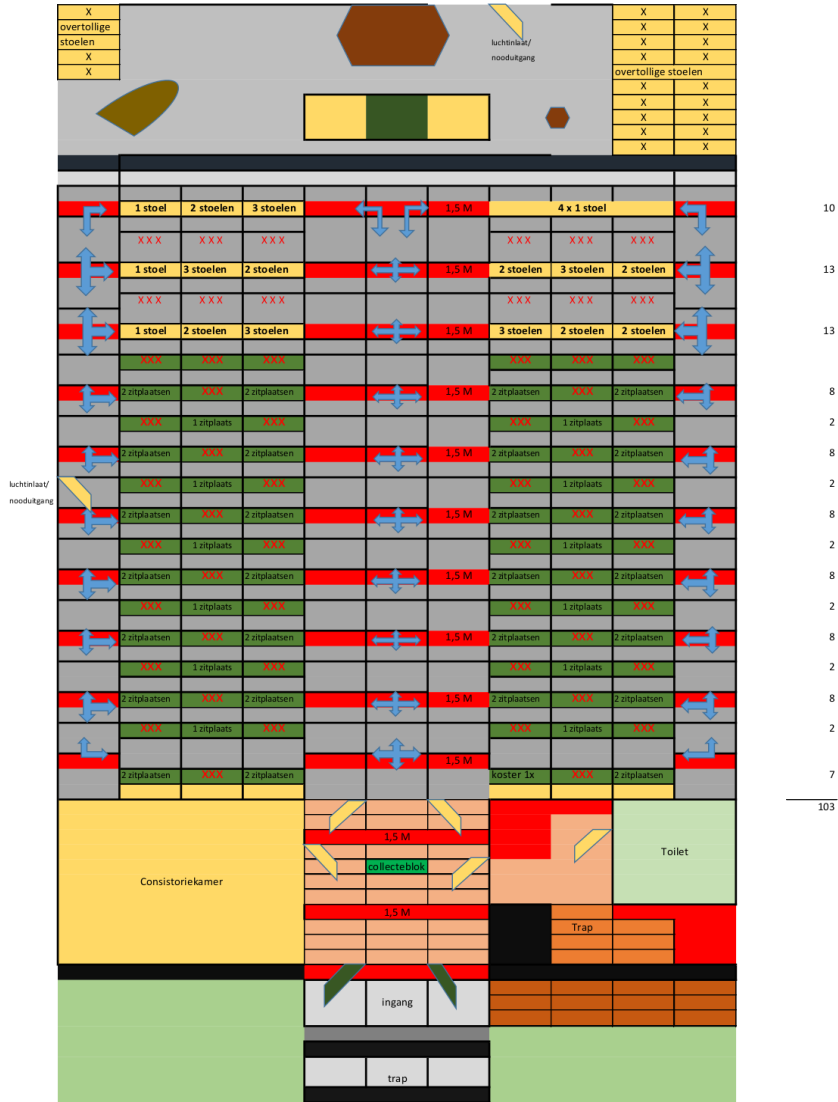 X X X
overtollige X X
stoelen luchtinlaat/ X X
X nooduitgang X X
X overtollige stoelen
X X
X X
X X
X X
X X
1 stoel 2 stoelen 3 stoelen 1,5 M 4 x 1 stoel 10
XXX XXX XXX XXX XXX XXX
1 stoel 3 stoelen 2 stoelen 1,5 M 2 stoelen 3 stoelen 2 stoelen 13
XXX XXX XXX XXX XXX XXX
1 stoel 2 stoelen 3 stoelen 1,5 M 3 stoelen 2 stoelen 2 stoelen 13
XXX XXX XXX XXX XXX XXX
2 zitplaatsen XXX 2 zitplaatsen 1,5 M 2 zitplaatsen XXX 2 zitplaatsen 8
XXX 1 zitplaats XXX XXX 1 zitplaats XXX 2
2 zitplaatsen XXX 2 zitplaatsen 1,5 M 2 zitplaatsen XXX 2 zitplaatsen 8
luchtinlaat/ XXX 1 zitplaats XXX XXX 1 zitplaats XXX 2
nooduitgang
2 zitplaatsen XXX 2 zitplaatsen 1,5 M 2 zitplaatsen XXX 2 zitplaatsen 8
XXX 1 zitplaats XXX XXX 1 zitplaats XXX 2
2 zitplaatsen XXX 2 zitplaatsen 1,5 M 2 zitplaatsen XXX 2 zitplaatsen 8
XXX 1 zitplaats XXX XXX 1 zitplaats XXX 2
2 zitplaatsen XXX 2 zitplaatsen 1,5 M 2 zitplaatsen XXX 2 zitplaatsen 8
XXX 1 zitplaats XXX XXX 1 zitplaats XXX 2
2 zitplaatsen XXX 2 zitplaatsen 1,5 M 2 zitplaatsen XXX 2 zitplaatsen 8
XXX 1 zitplaats XXX XXX 1 zitplaats XXX 2
1,5 M
2 zitplaatsen XXX 2 zitplaatsen koster 1x XXX 2 zitplaatsen 7
103
1,5 M
Toilet
collecteblok
Consistoriekamer
1,5 M
Trap
ingang
trap